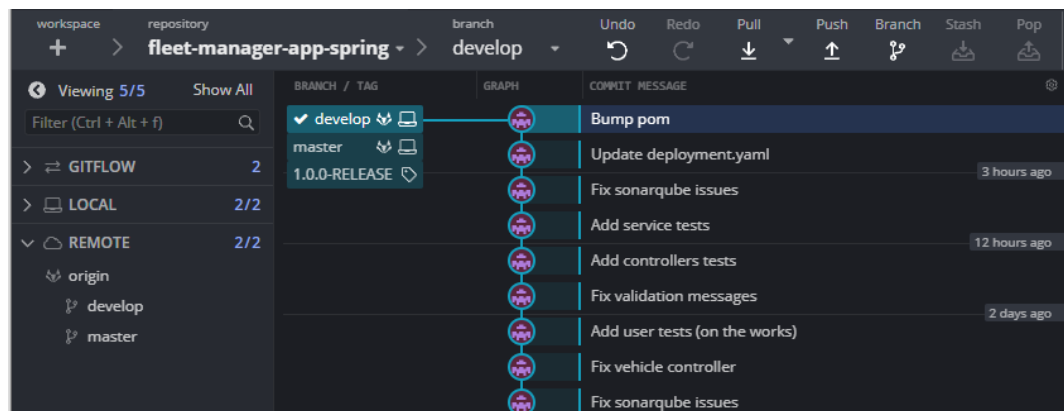 workspace repository branch Undo Redo Pull Push Branch Stash Pop
fleet-manager-app-spring develop
Viewing 5/5 Show All
Filter (Ctrl + Alt + f)
GITFLOW 2
LOCAL 2/2
REMOTE 2/2
origin
develop
master
BRANCH / TAG GRAPH COMMIT MESSAGE
develop Bump pom
master Update deployment.yaml
3 hours ago
1.0.0-RELEASE Fix sonarqube issues
Add service tests
12 hours ago
Add controllers tests
Fix validation messages
2 days ago
Add user tests (on the works)
Fix vehicle controller
Fix sonarqube issues